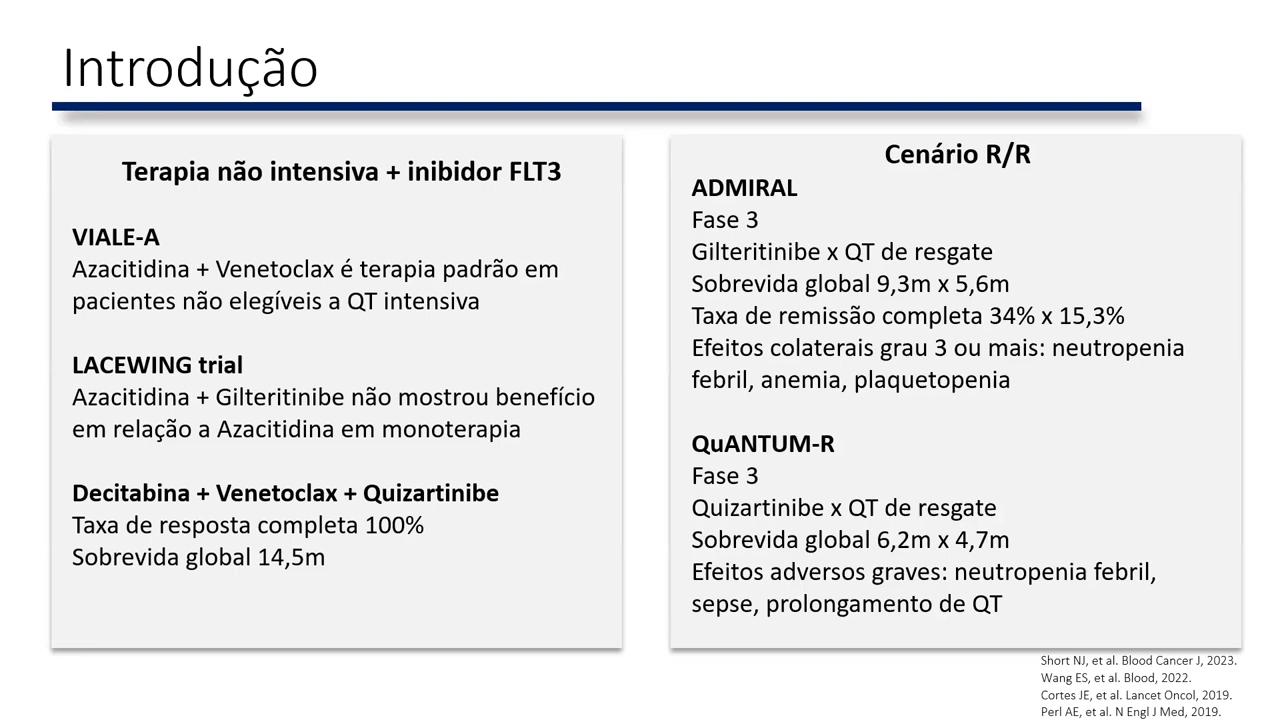 Introdução
Terapia não intensiva + inibidor FLT3
VIALE-A
Azacitidina + Venetoclax é terapia padrão em
pacientes não elegíveis a QT intensiva
LACEWING trial
Azacitidina + Gilteritinibe não mostrou benefício
em relação a Azacitidina em monoterapia
Decitabina + Venetoclax + Quizartinibe
Taxa de resposta completa 100%
Sobrevida global 14,5m
Cenário R/R
ADMIRAL
Fase 3
Gilteritinibe x QT de resgate
Sobrevida global 9,3m x 5,6m
Taxa de remissão completa 34% x 15,3%
Efeitos colaterais grau 3 ou mais: neutropenia
febril, anemia, plaquetopenia
QuANTUM-R
Fase 3
Quizartinibe x QT de resgate
Sobrevida global 6,2m x 4,7m
Efeitos adversos graves: neutropenia febril,
sepse, prolongamento de QT
Short NJ, et al. Blood Cancer J, 2023.
Wang ES, et al. Blood, 2022.
Cortes JE, et al. Lancet Oncol, 2019.
Perl AE, et al. N Engl J Med, 2019.